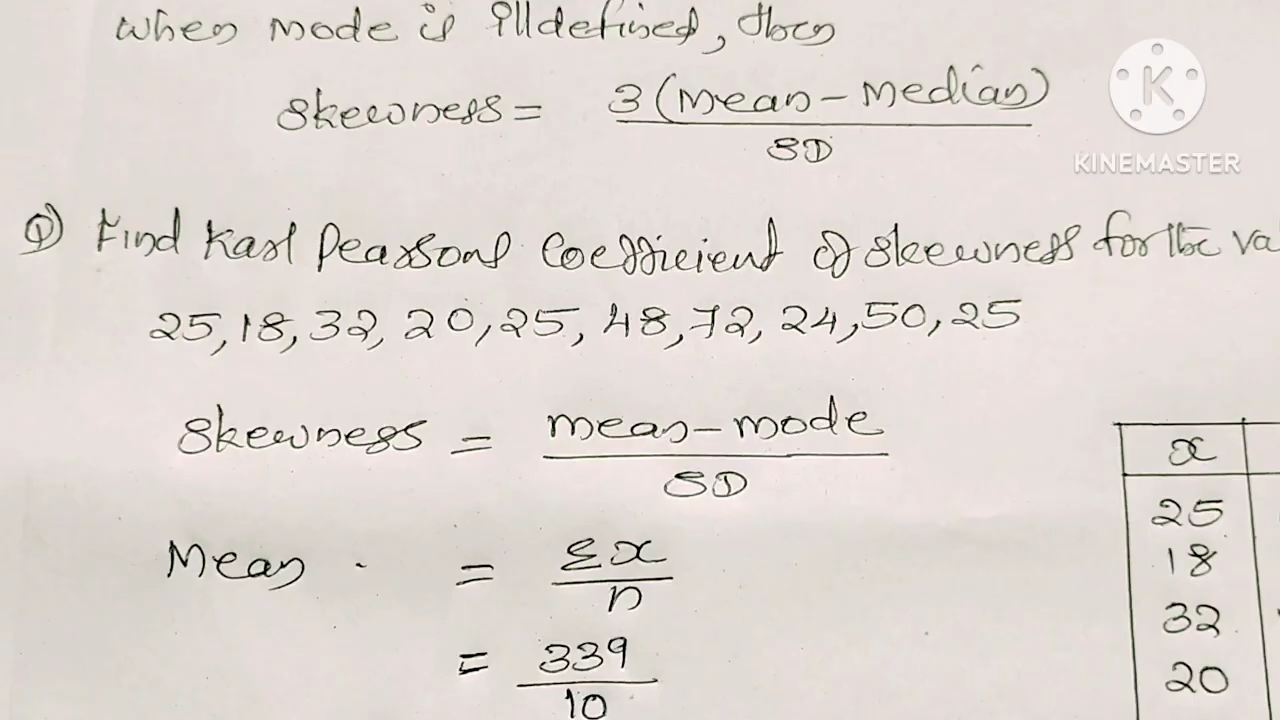 When mode is illdefined, then
Skewness = 3 (Mean - Median)
SD
KINEMASTER
Q) Find Karl Pearsons Coefficient of Skewness for the va
25, 18, 32, 20, 25, 48, 72, 24, 50, 25
Skewness = mean - mode
SD
Mean = Σx
n
= 339
10
x
25
18
32
20